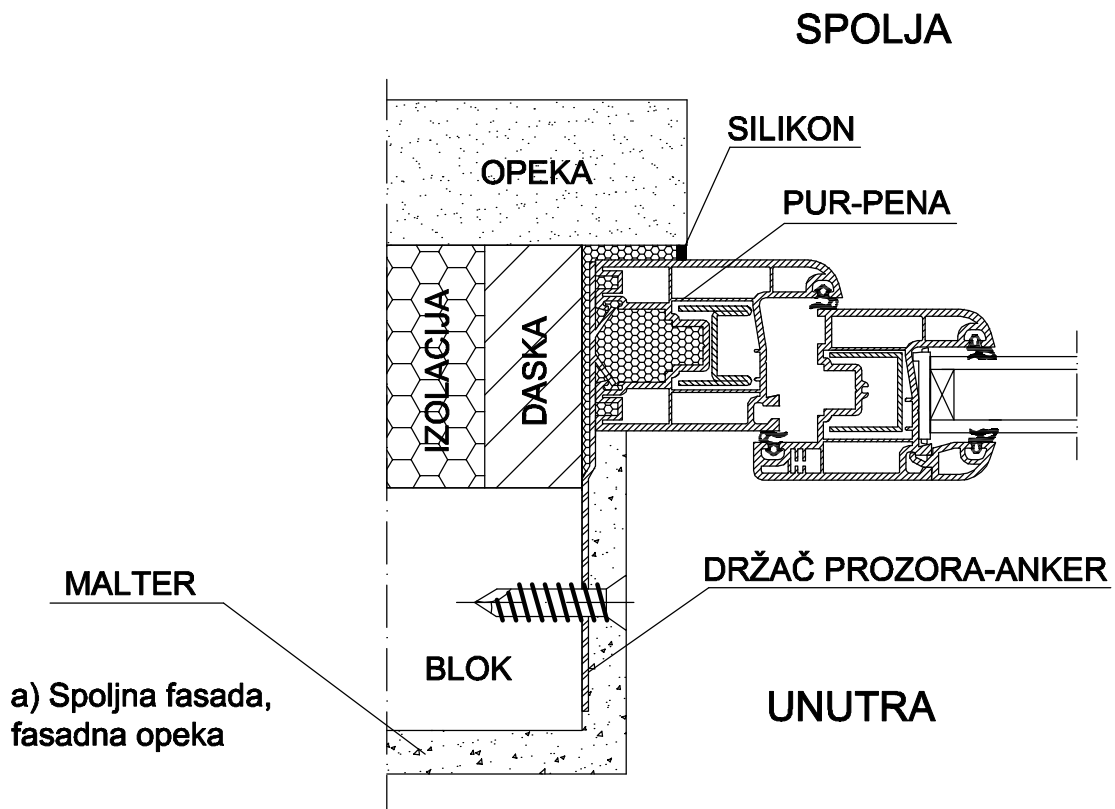 SPOLJA
SILIKON
OPEKA
PUR-PENA
IZOLACIJA
DASKA
DRŽAČ PROZORA-ANKER
MALTER
BLOK
a) Spoljna fasada,
fasadna opeka
UNUTRA